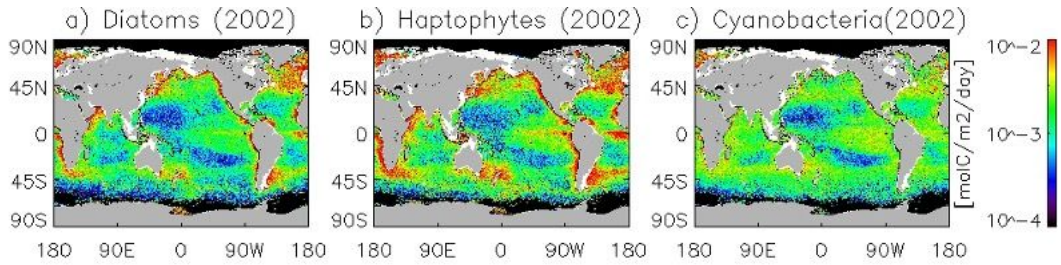 a) Diatoms (2002)
b) Haptophytes (2002)
c) Cyanobacteria(2002)
90N
45N
0
45S
90S
180
90E
0
90W
180
90N
45N
0
45S
90S
180
90E
0
90W
180
90N
45N
0
45S
90S
180
90E
0
90W
180
[molC/m2/day]
10^-2
10^-3
10^-4